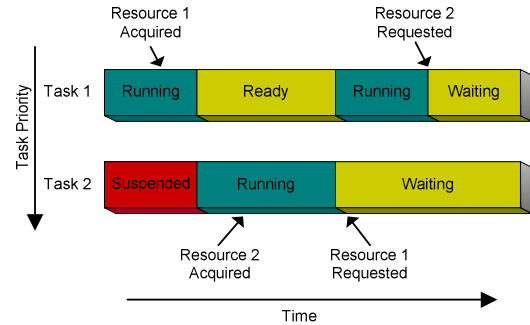 Resource 1
Acquired
Resource 2
Requested
Task Priority
Task 1
Running
Ready
Running
Waiting
Task 2
Suspended
Running
Waiting
Resource 2
Acquired
Resource 1
Requested
Time